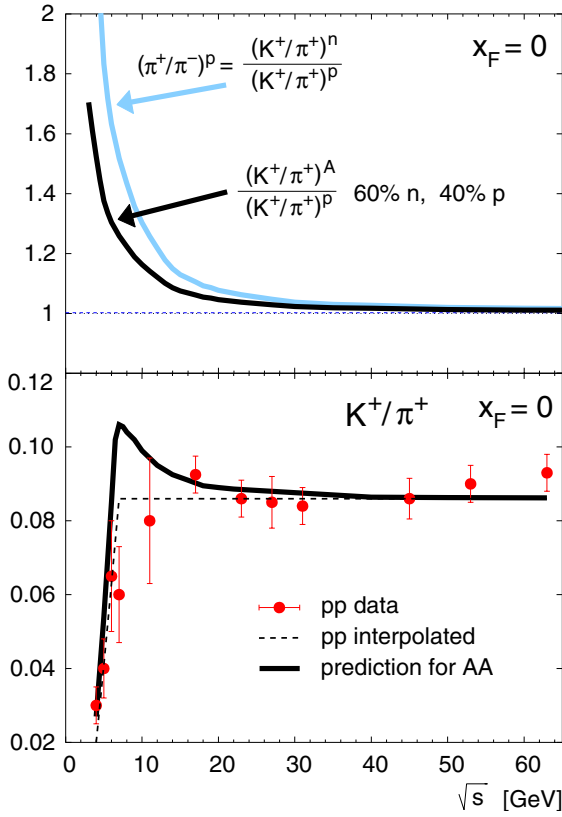 2
1.8
1.6
1.4
1.2
1
x_F = 0
(π⁺/π⁻)ᵖ = (K⁺/π⁺)ⁿ / (K⁺/π⁺)ᵖ
(K⁺/π⁺)ᴬ / (K⁺/π⁺)ᵖ 60% n, 40% p
0.12
0.10
0.08
0.06
0.04
0.02
K⁺/π⁺ x_F = 0
pp data
pp interpolated
prediction for AA
0 10 20 30 40 50 60
√s [GeV]